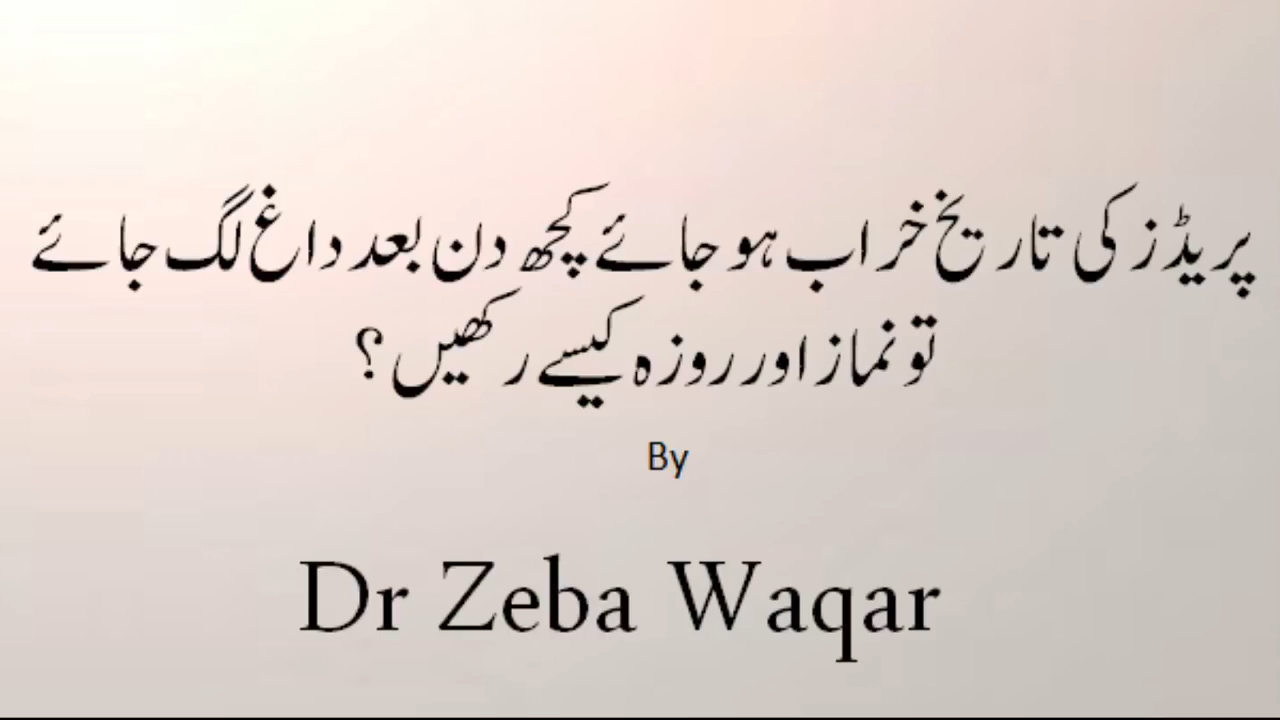 پریڈز کی تاریخ خراب ہو جائے کچھ دن بعد داغ لگ جائے
تو نماز اور روزہ کیسے رکھیں؟
By
Dr Zeba Waqar